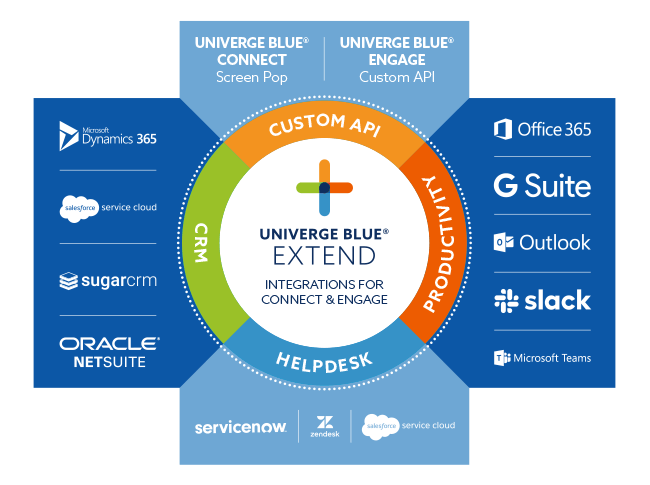 UNIVERGE BLUE®
CONNECT
Screen Pop
UNIVERGE BLUE®
ENGAGE
Custom API
Microsoft
Dynamics 365
salesforce service cloud
sugarcrm
ORACLE®
NETSUITE
CUSTOM API
CRM
PRODUCTIVITY
HELPDESK
UNIVERGE BLUE®
EXTEND
INTEGRATIONS FOR
CONNECT & ENGAGE
Office 365
G Suite
Outlook
slack
Microsoft Teams
servicenow
zendesk
salesforce service cloud